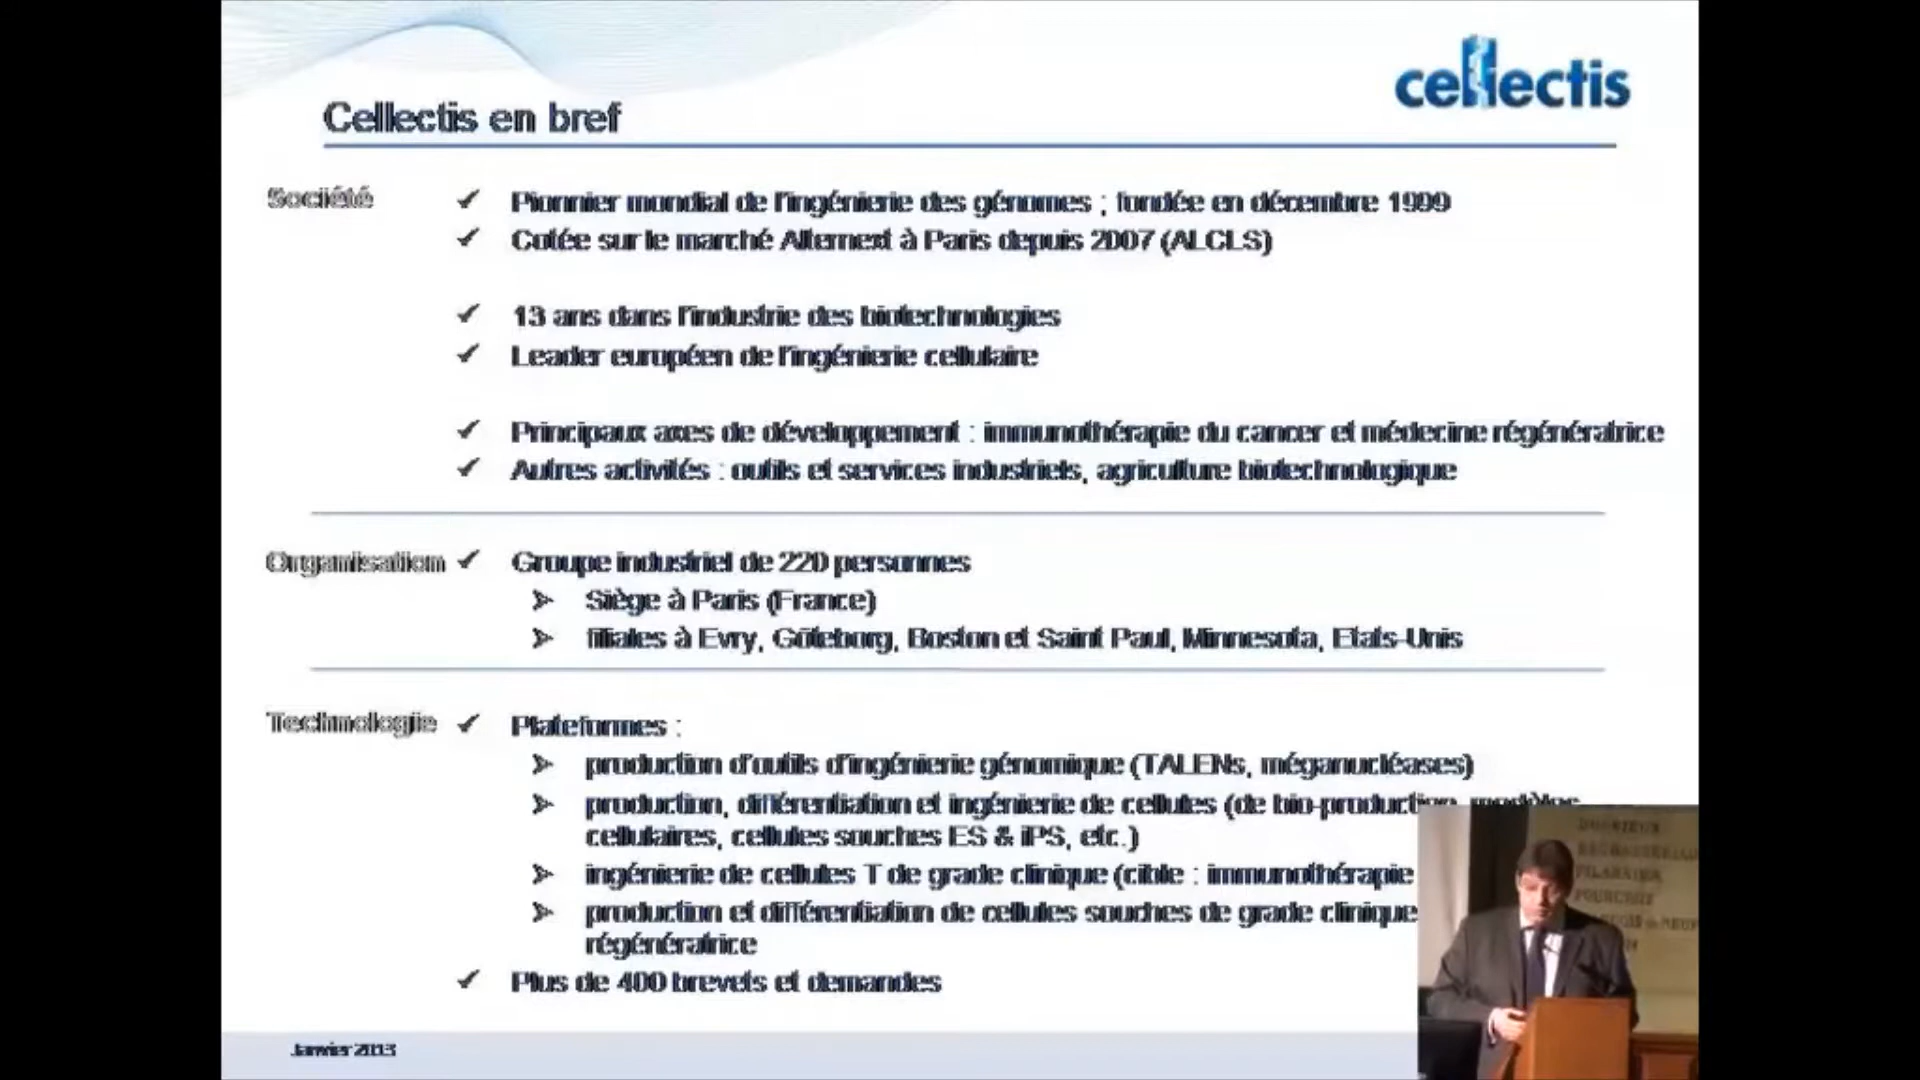 cellectis
Cellectis en bref
Société
✓ Pionnier mondial de l'ingénierie des génomes ; fondée en décembre 1999
✓ Cotée sur le marché Alternext à Paris depuis 2007 (ALCLS)
✓ 13 ans dans l'industrie des biotechnologies
✓ Leader européen de l'ingénierie cellulaire
✓ Principaux axes de développement : immunothérapie du cancer et médecine régénératrice
✓ Autres activités : outils et services industriels, agriculture biotechnologique
Organisation
✓ Groupe industriel de 220 personnes
➢ Siège à Paris (France)
➢ filiales à Evry, Göteborg, Boston et Saint Paul, Minnesota, Etats-Unis
Technologie
✓ Plateformes :
➢ production d'outils d'ingénierie génomique (TALENs, méganucléases)
➢ production, différentiation et ingénierie de cellules (de bio-production, modèles
cellulaires, cellules souches ES & iPS, etc.)
➢ ingénierie de cellules T de grade clinique (cible : immunothérapie
➢ production et différentiation de cellules souches de grade clinique
régénératrice
✓ Plus de 400 brevets et demandes
Janvier 2013